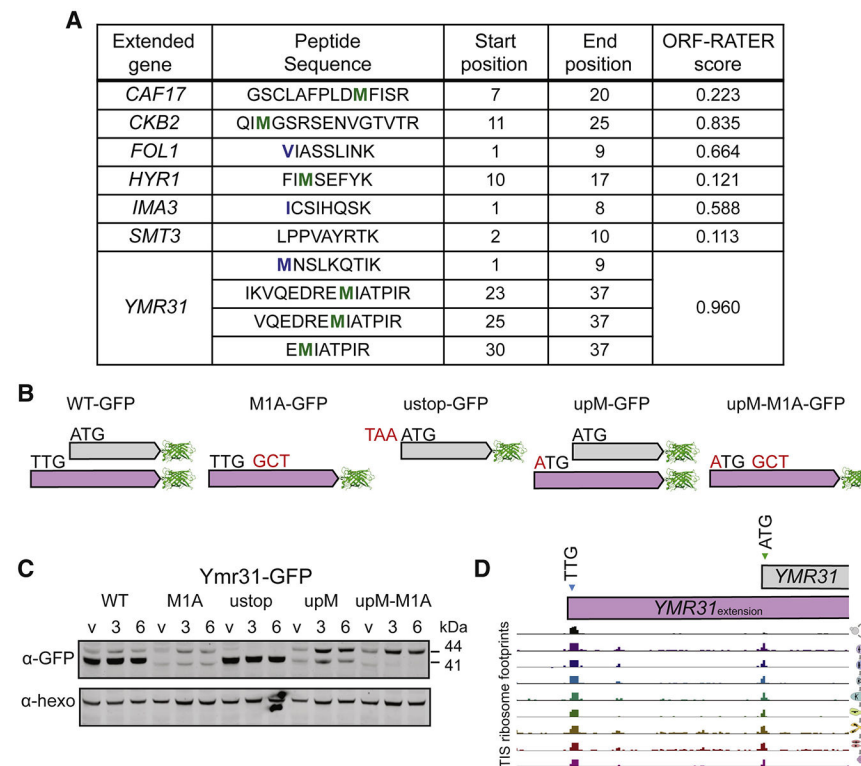 A
Extended gene Peptide Sequence Start position End position ORF-RATER score
CAF17 GSCLAFPLDMFISR 7 20 0.223
CKB2 QIMGSRSENVGTVTR 11 25 0.835
FOL1 VIASSLINK 1 9 0.664
HYR1 FIMSEFYK 10 17 0.121
IMA3 ICSIHQSK 1 8 0.588
SMT3 LPPVAYRTK 2 10 0.113
YMR31 MNSLKQTIK 1 9 0.960
IKVQEDREMIATPIR 23 37
VQEDREMIATPIR 25 37
EMIATPIR 30 37
B
WT-GFP M1A-GFP ustop-GFP upM-GFP upM-M1A-GFP
ATG TAA ATG ATG
TTG TTG GCT ATG ATG GCT
C
Ymr31-GFP
WT M1A ustop upM upM-M1A
v 3 6 v 3 6 v 3 6 v 3 6 v 3 6 kDa
α-GFP 44
41
α-hexo
D
TTG ATG
YMR31
YMR31extension
TIS ribosome footprints